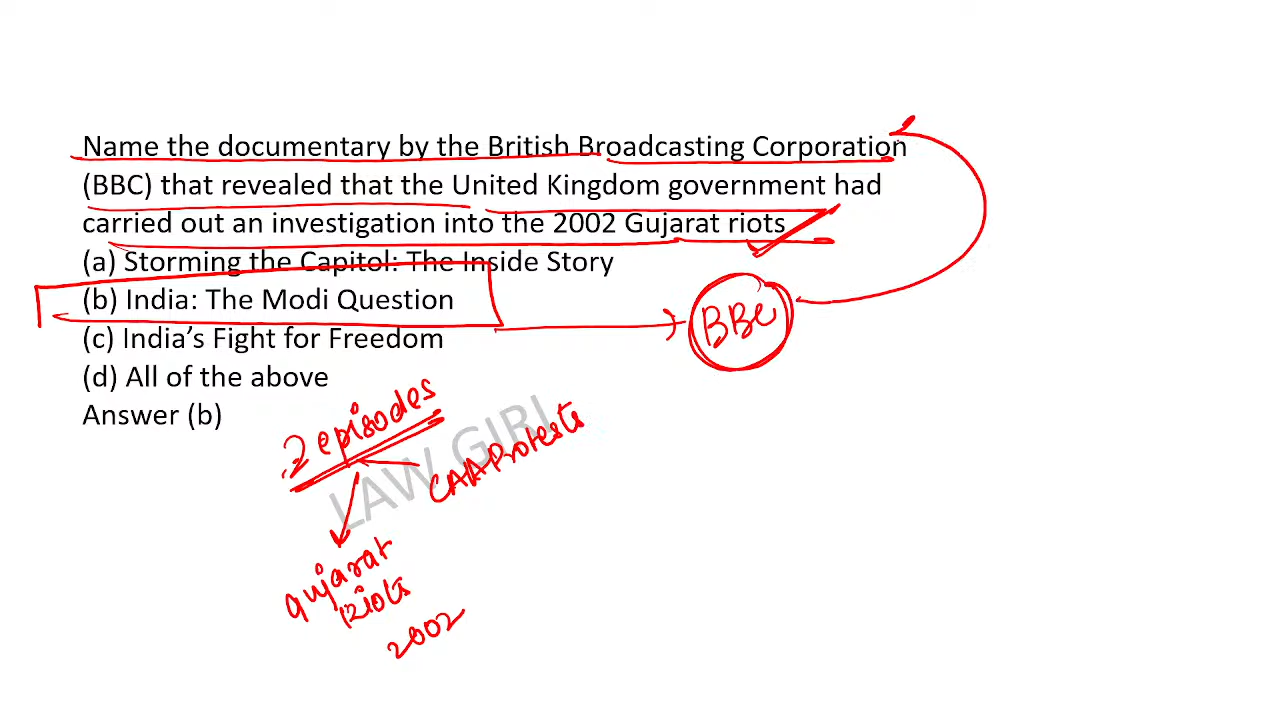 Name the documentary by the British Broadcasting Corporation
(BBC) that revealed that the United Kingdom government had
carried out an investigation into the 2002 Gujarat riots
(a) Storming the Capitol: The Inside Story
(b) India: The Modi Question
BBC
(c) India’s Fight for Freedom
(d) All of the above
Answer (b)
2 episodes
LAW GIRL
CAA Protests
Gujarat
Riots
2002